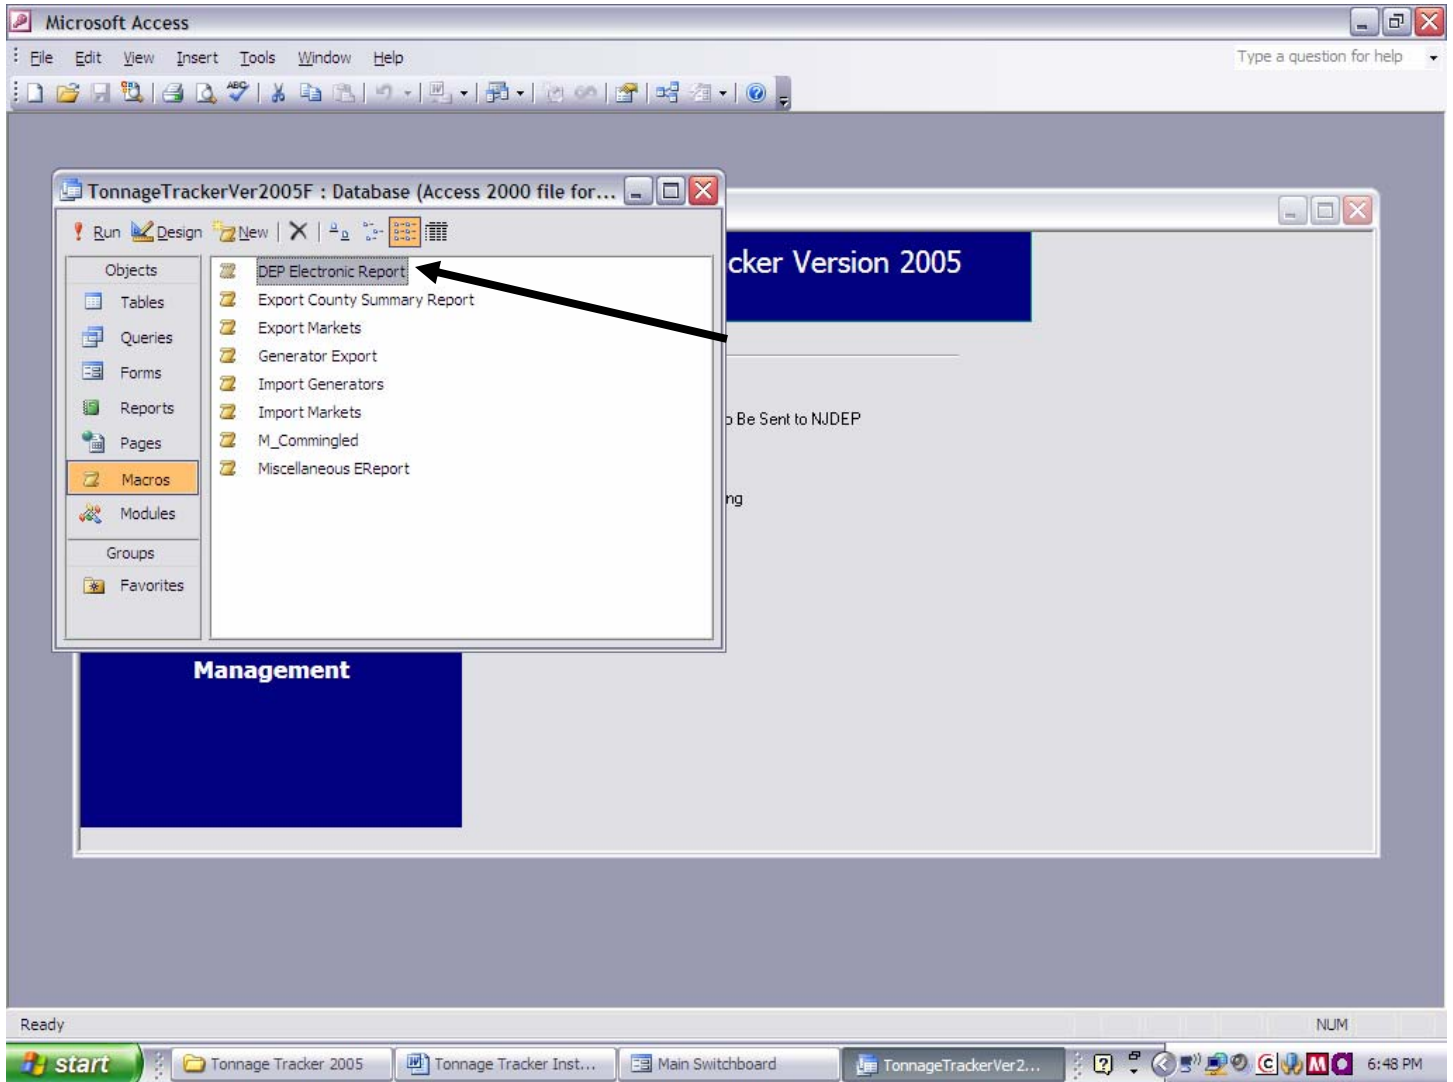 Microsoft Access
File Edit View Insert Tools Window Help
Type a question for help
ABC
TonnageTrackerVer2005F : Database (Access 2000 file for...
Run Design New
Objects
Tables
Queries
Forms
Reports
Pages
Macros
Modules
Groups
Favorites
DEP Electronic Report
Export County Summary Report
Export Markets
Generator Export
Import Generators
Import Markets
M_Commingled
Miscellaneous EReport
cker Version 2005
o Be Sent to NJDEP
ng
Management
Ready
NUM
start
Tonnage Tracker 2005
Tonnage Tracker Inst...
Main Switchboard
TonnageTrackerVer2...
6:48 PM